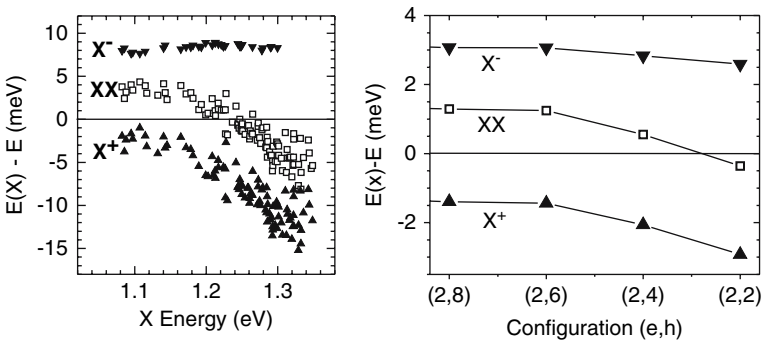 E(X) - E (meV)
10
5
0
-5
-10
-15
X-
XX
X+
1.1
1.2
1.3
X Energy (eV)
E(x)-E (meV)
4
2
0
-2
X-
XX
X+
(2,8)
(2,6)
(2,4)
(2,2)
Configuration (e,h)